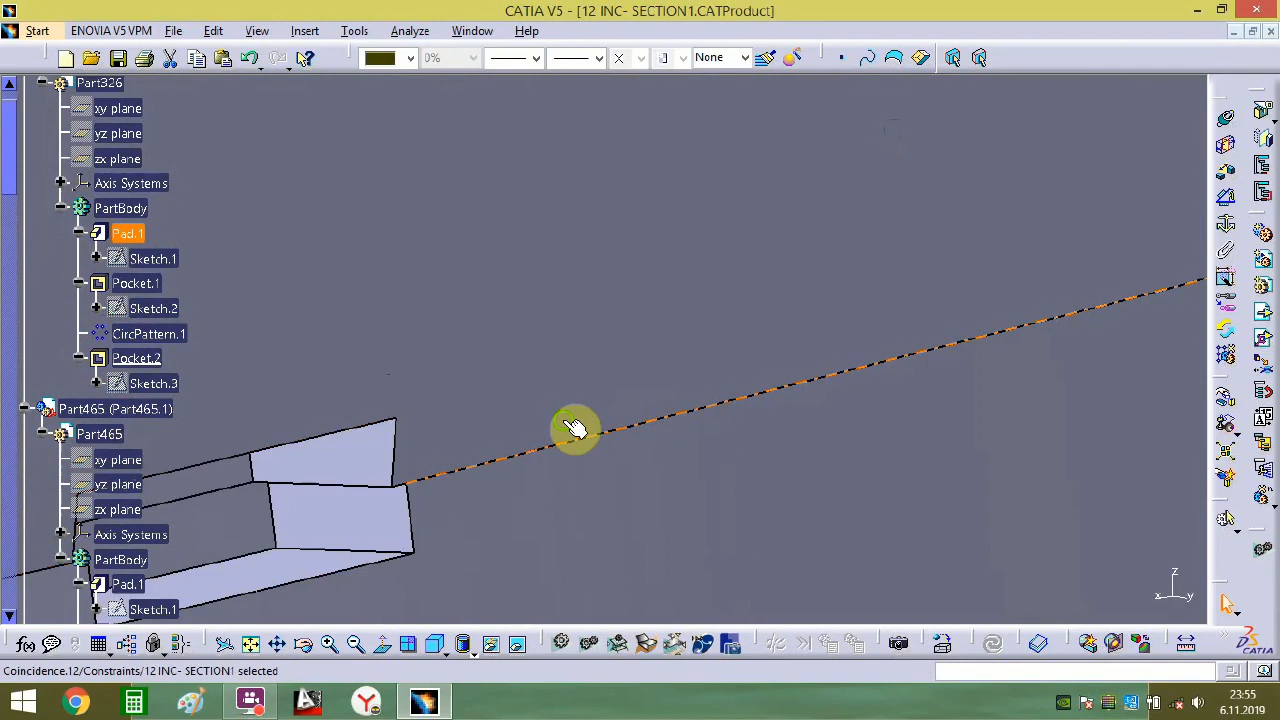 CATIA V5 - [12 INC- SECTION1.CATProduct]
Start ENOVIA V5 VPM File Edit View Insert Tools Analyze Window Help
0% None
Part326
xy plane
yz plane
zx plane
Axis Systems
PartBody
Pad.1
Sketch.1
Pocket.1
Sketch.2
CircPattern.1
Pocket.2
Sketch.3
Part465 (Part465.1)
Part465
xy plane
yz plane
zx plane
Axis Systems
PartBody
Pad.1
Sketch.1
z
x y
f(x)
CATIA
Coincidence.12/Constraints/12 INC- SECTION1 selected
23:55
6.11.2019